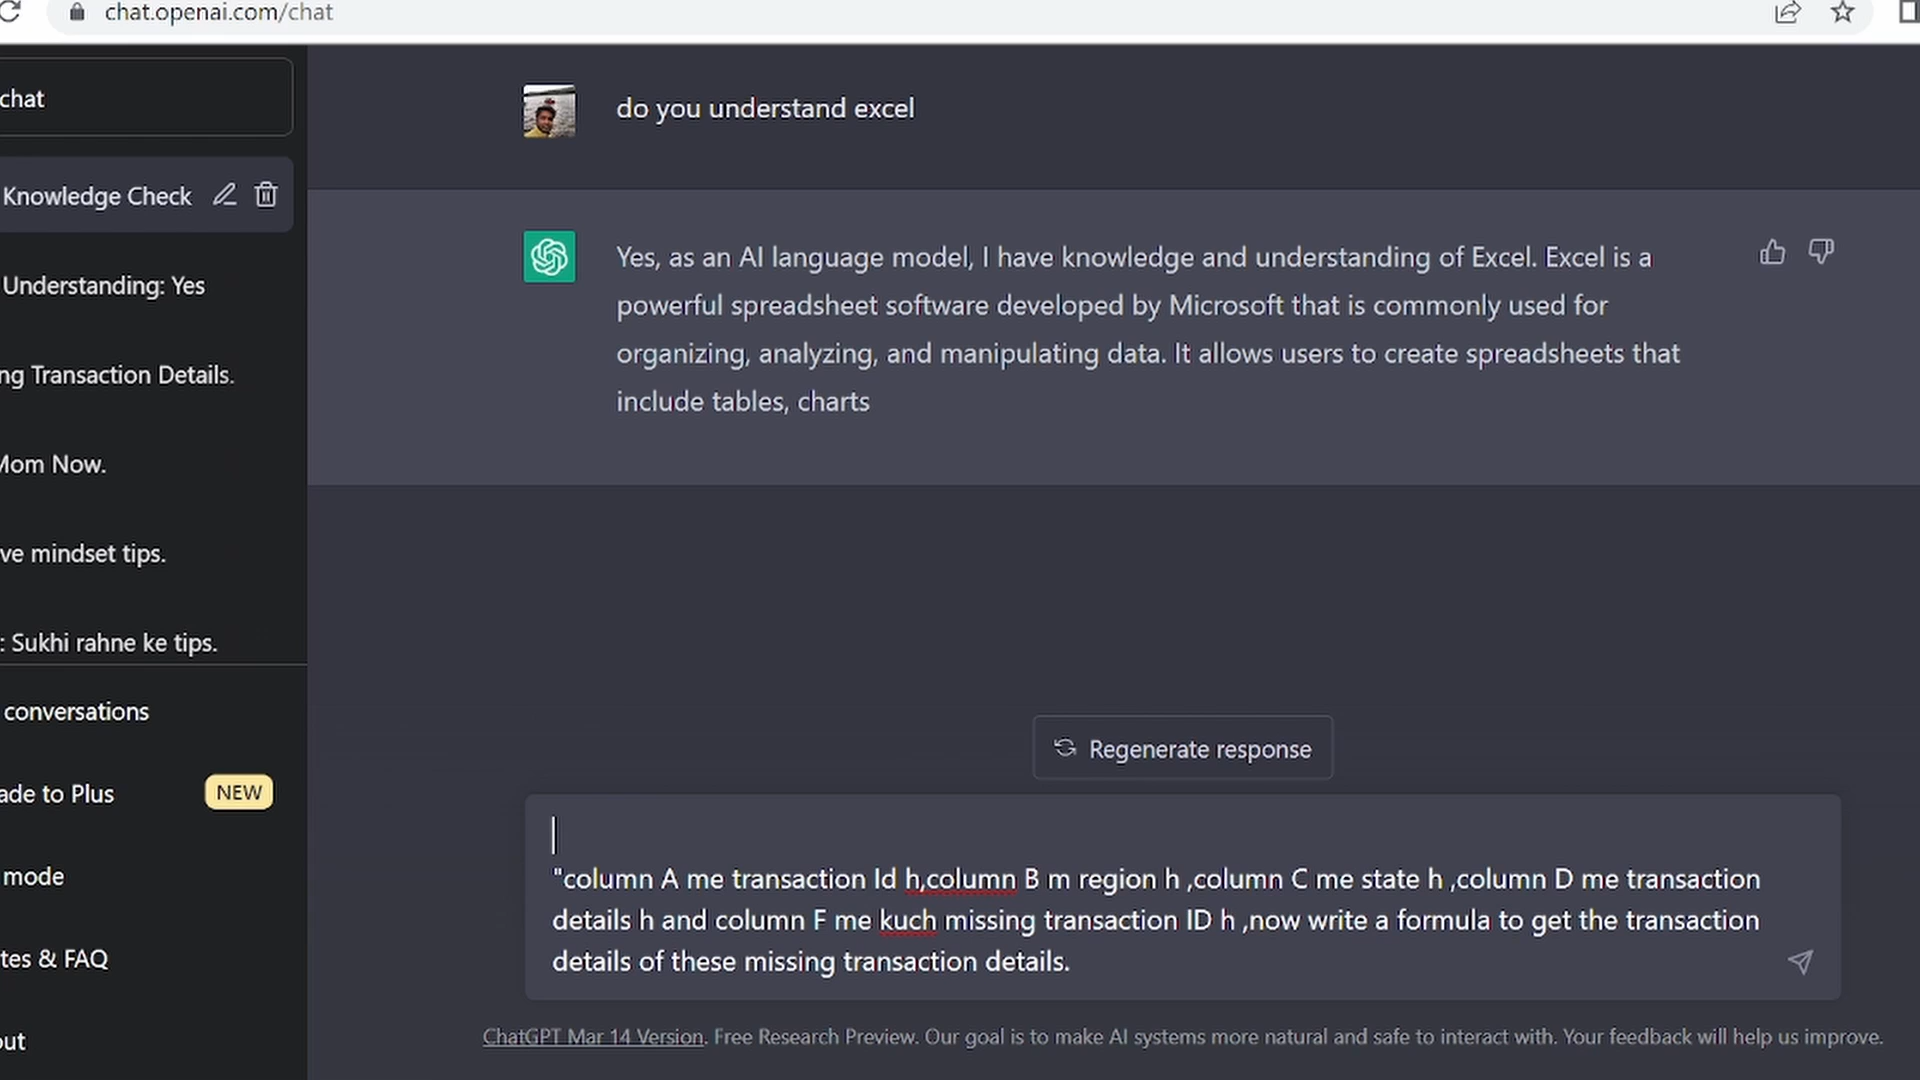 chat.openai.com/chat
chat
do you understand excel
Knowledge Check
Understanding: Yes
Yes, as an AI language model, I have knowledge and understanding of Excel. Excel is a
powerful spreadsheet software developed by Microsoft that is commonly used for
organizing, analyzing, and manipulating data. It allows users to create spreadsheets that
include tables, charts
ng Transaction Details.
Mom Now.
ve mindset tips.
: Sukhi rahne ke tips.
conversations
ade to Plus NEW
mode
tes & FAQ
out
Regenerate response
"column A me transaction Id h,column B m region h ,column C me state h ,column D me transaction
details h and column F me kuch missing transaction ID h ,now write a formula to get the transaction
details of these missing transaction details.
ChatGPT Mar 14 Version. Free Research Preview. Our goal is to make AI systems more natural and safe to interact with. Your feedback will help us improve.